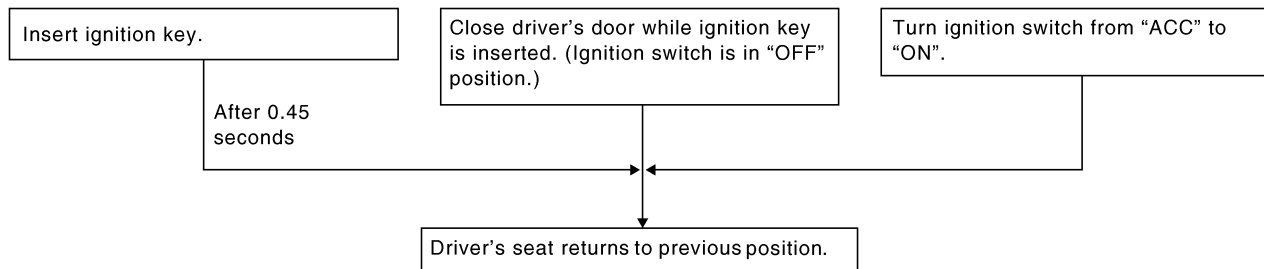 Insert ignition key.
Close driver's door while ignition key
is inserted. (Ignition switch is in “OFF”
position.)
Turn ignition switch from “ACC” to
“ON”.
After 0.45
seconds
Driver's seat returns to previous position.